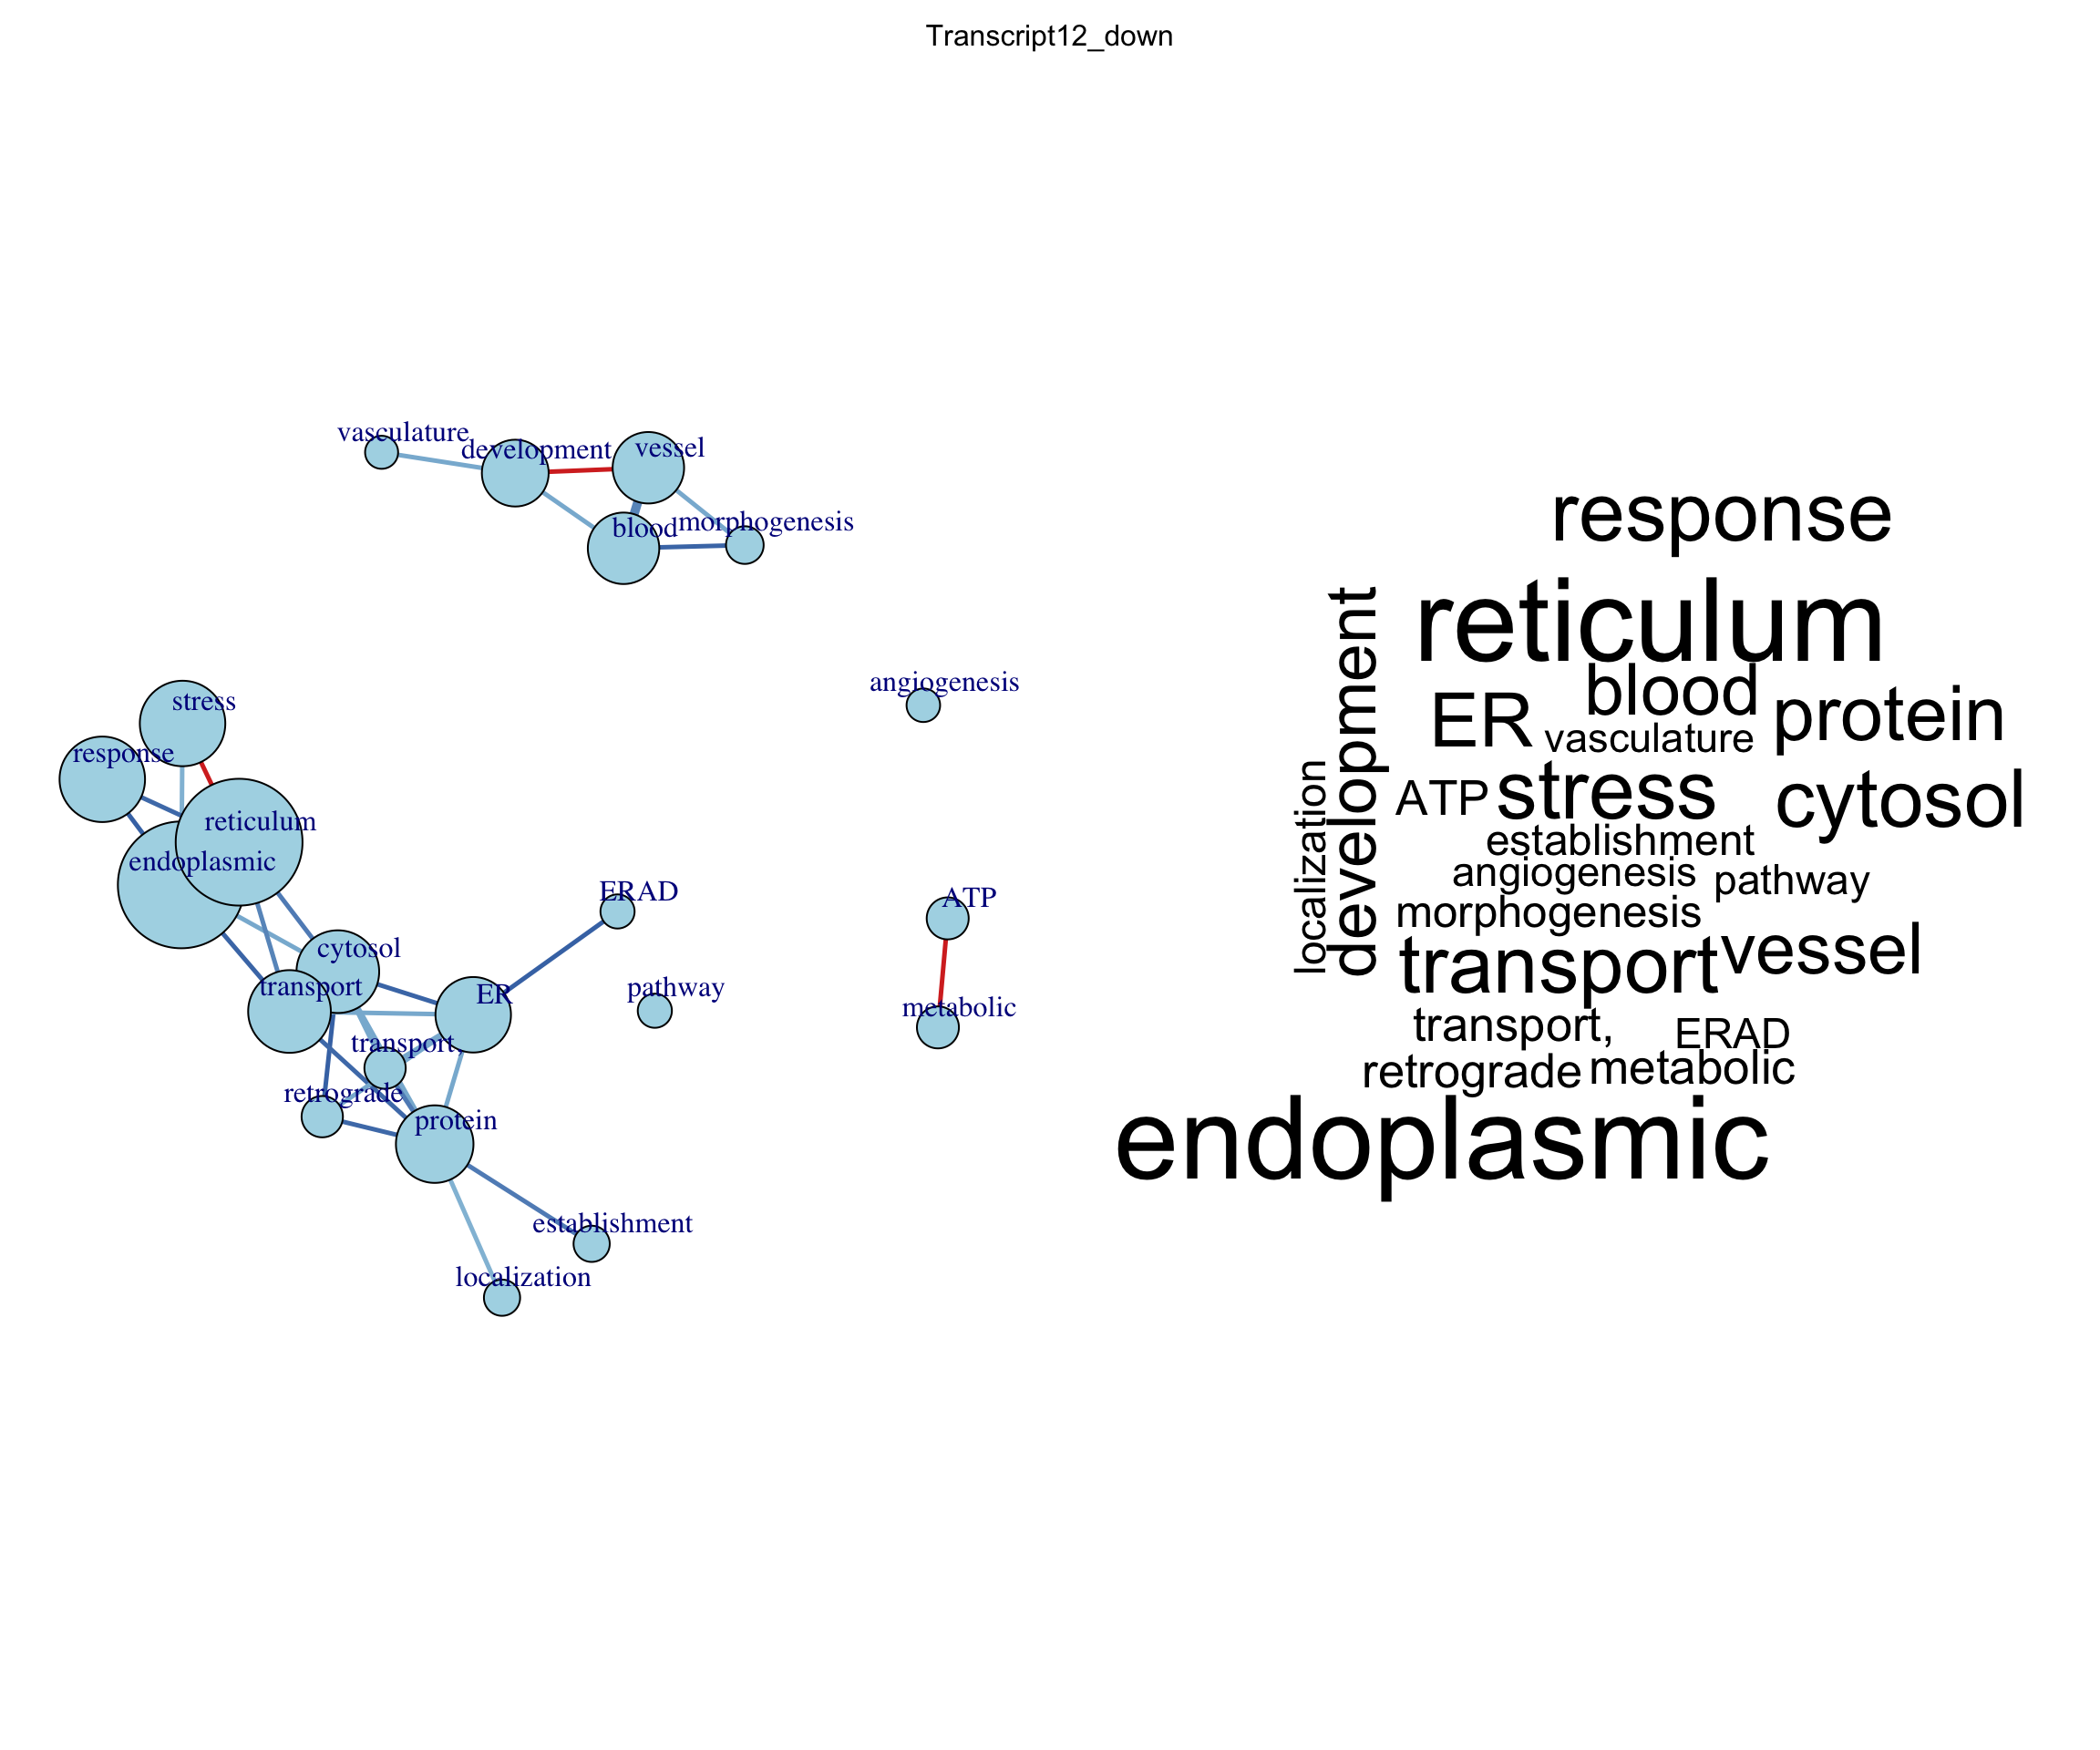 Transcript12_down
vasculature
development
vessel
blood
morphogenesis
angiogenesis
stress
response
reticulum
endoplasmic
ERAD
ATP
cytosol
transport
ER
pathway
metabolic
transport,
retrograde
protein
establishment
localization
response
reticulum
development
blood
ER
protein
vasculature
localization
ATP
stress
cytosol
establishment
angiogenesis
pathway
morphogenesis
transport
vessel
transport,
ERAD
retrograde
metabolic
endoplasmic